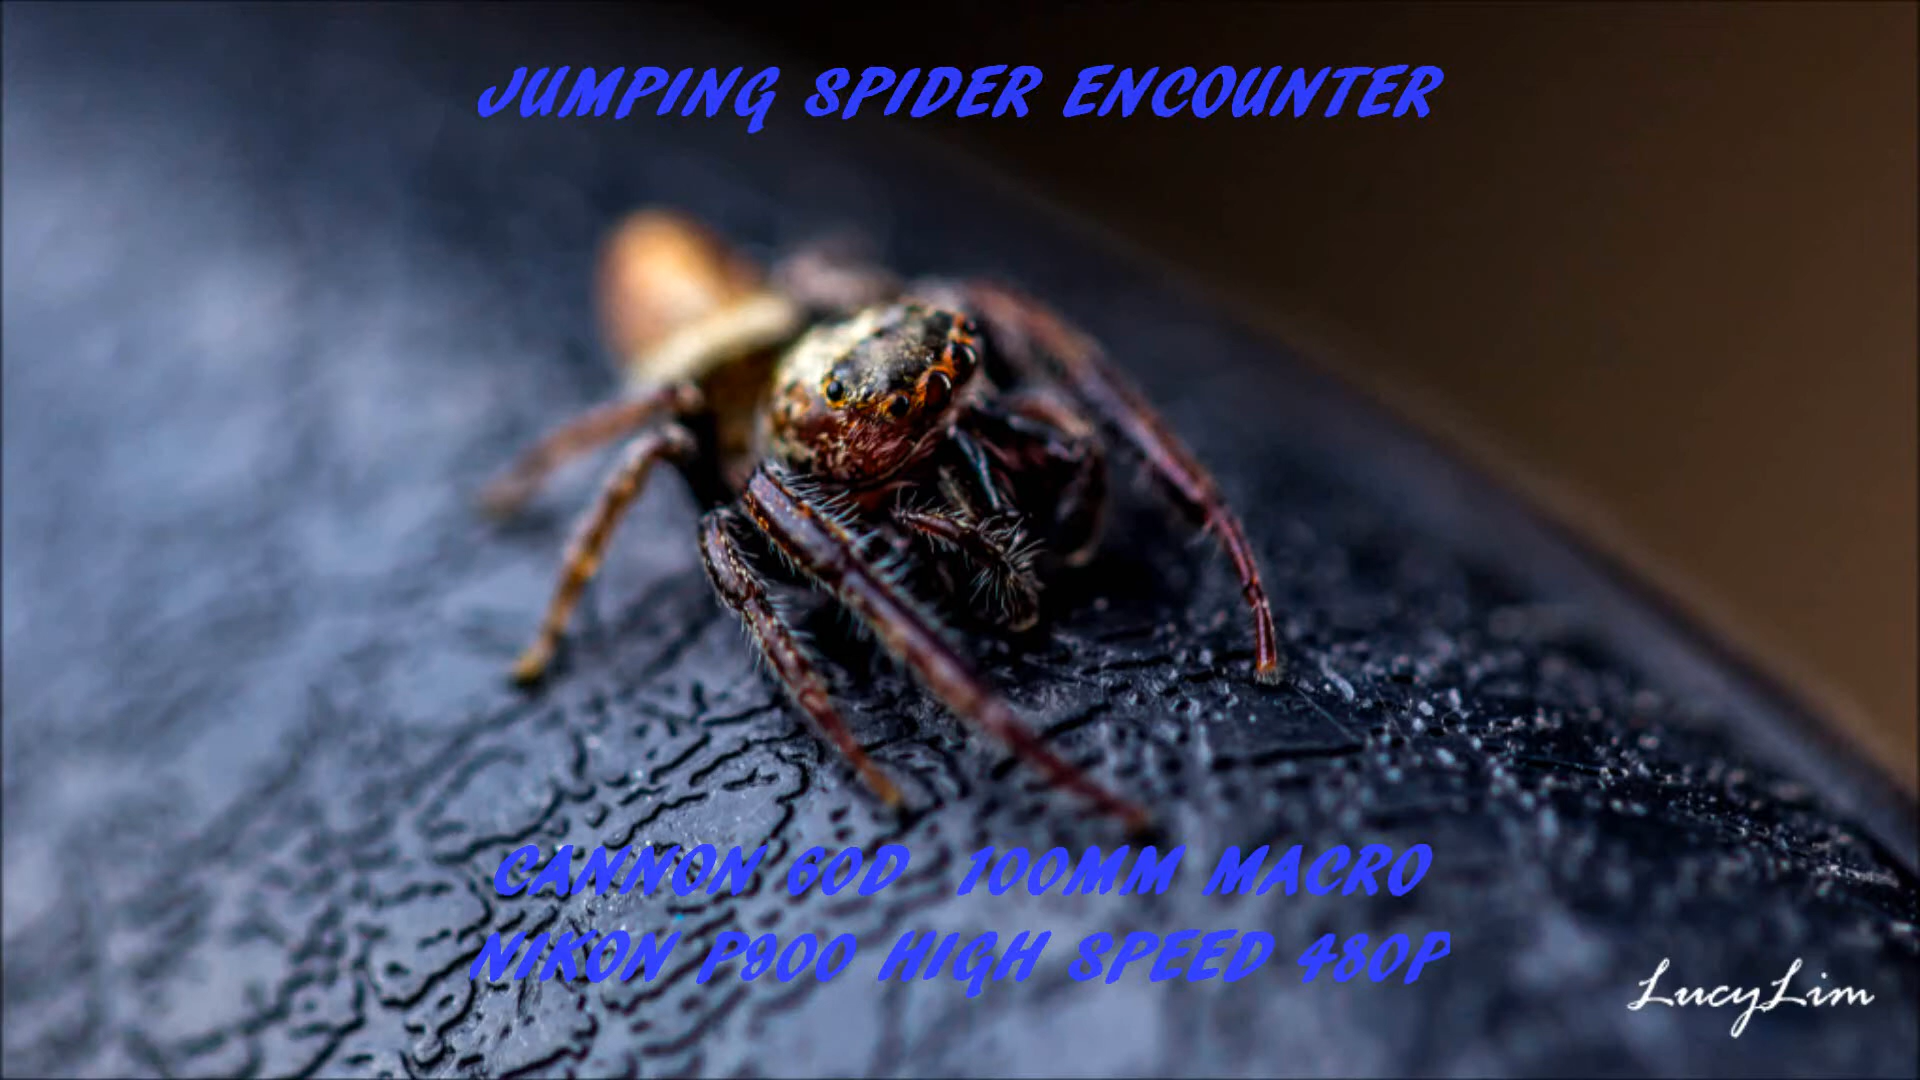 JUMPING SPIDER ENCOUNTER
CANNON 60D 100MM MACRO
NIKON P900 HIGH SPEED 480P
LucyLim